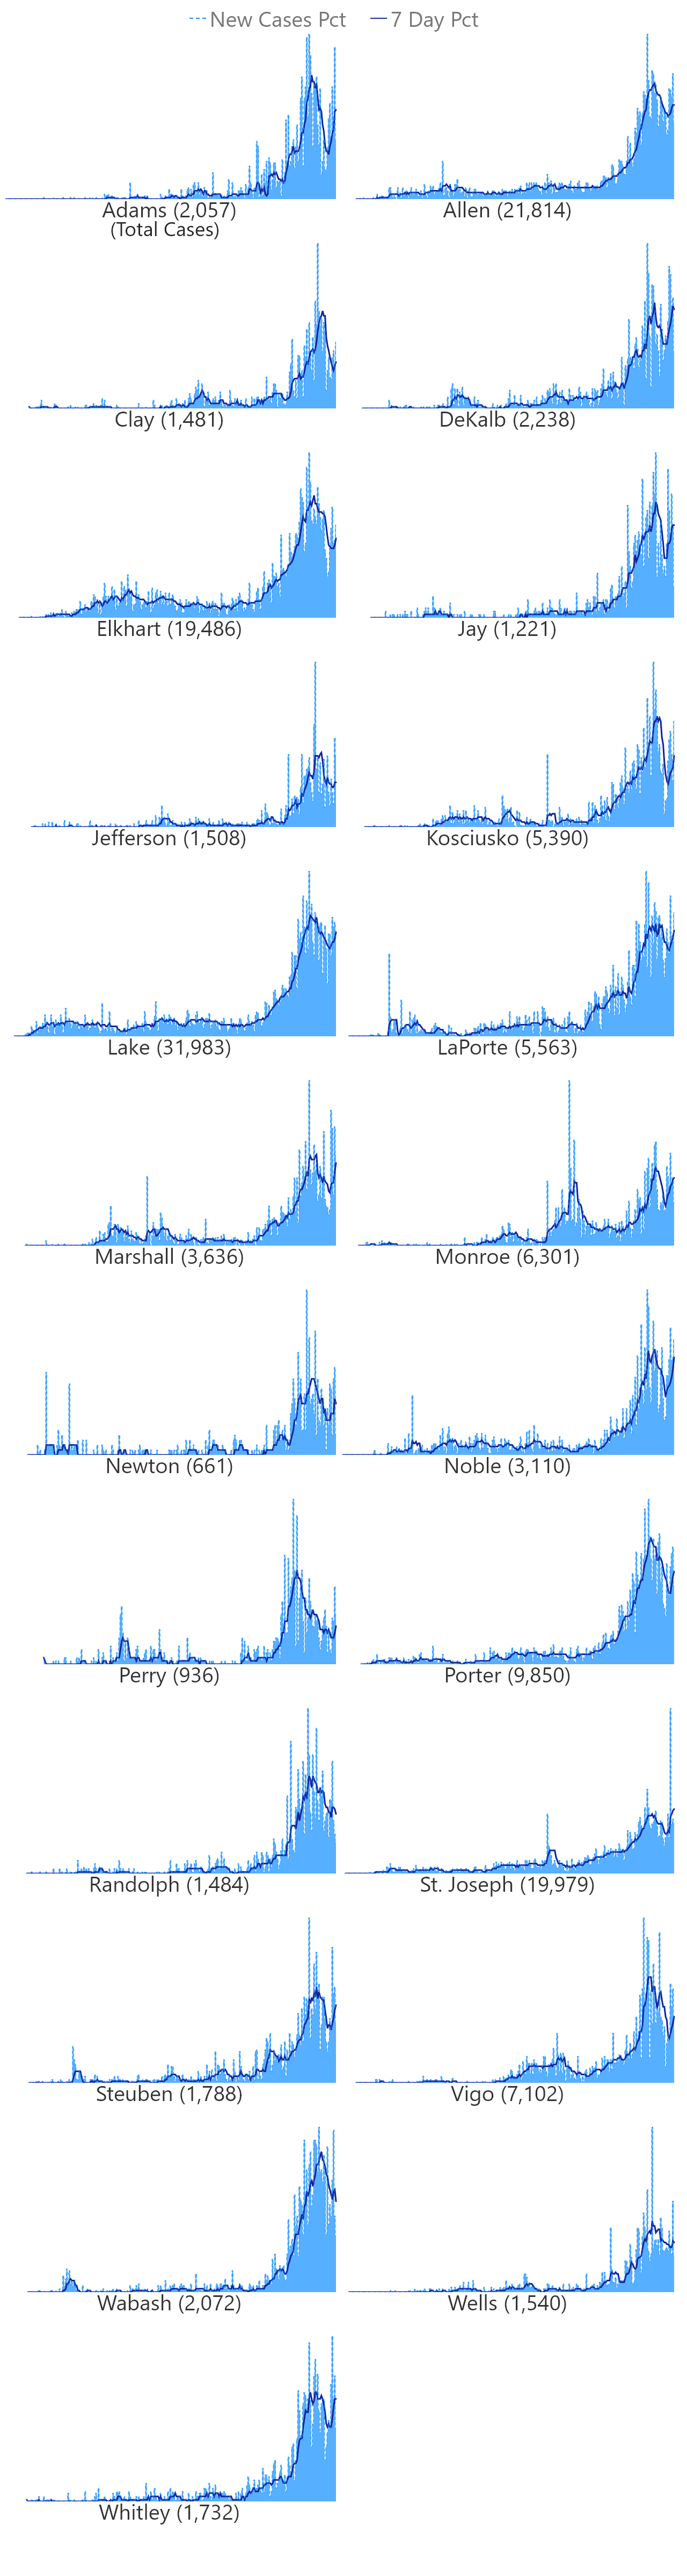 New Cases Pct 7 Day Pct
Adams (2,057) Allen (21,814)
(Total Cases)
Clay (1,481) DeKalb (2,238)
Elkhart (19,486) Jay (1,221)
Jefferson (1,508) Kosciusko (5,390)
Lake (31,983) LaPorte (5,563)
Marshall (3,636) Monroe (6,301)
Newton (661) Noble (3,110)
Perry (936) Porter (9,850)
Randolph (1,484) St. Joseph (19,979)
Steuben (1,788) Vigo (7,102)
Wabash (2,072) Wells (1,540)
Whitley (1,732)